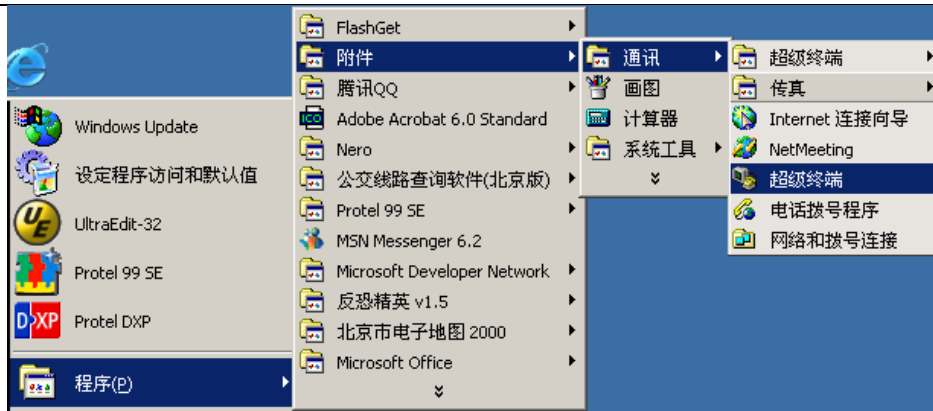 Windows Update
设定程序访问和默认值
UltraEdit-32
Protel 99 SE
Protel DXP
程序(P)
FlashGet
附件
腾讯QQ
Adobe Acrobat 6.0 Standard
Nero
公交线路查询软件(北京版)
Protel 99 SE
MSN Messenger 6.2
Microsoft Developer Network
反恐精英 v1.5
北京市电子地图 2000
Microsoft Office
通讯
画图
计算器
系统工具
超级终端
传真
Internet 连接向导
NetMeeting
超级终端
电话拨号程序
网络和拨号连接